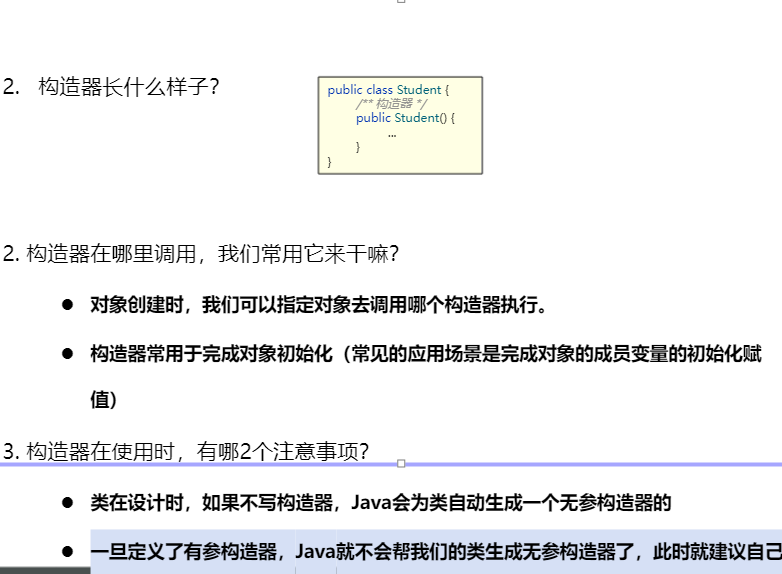 2. 构造器长什么样子？
public class Student {
/** 构造器 */
public Student() {
...
}
}
2. 构造器在哪里调用，我们常用它来干嘛？
● 对象创建时，我们可以指定对象去调用哪个构造器执行。
● 构造器常用于完成对象初始化（常见的应用场景是完成对象的成员变量的初始化赋
值）
3. 构造器在使用时，有哪2个注意事项？
● 类在设计时，如果不写构造器，Java会为类自动生成一个无参构造器的
● 一旦定义了有参构造器，Java就不会帮我们的类生成无参构造器了，此时就建议自己